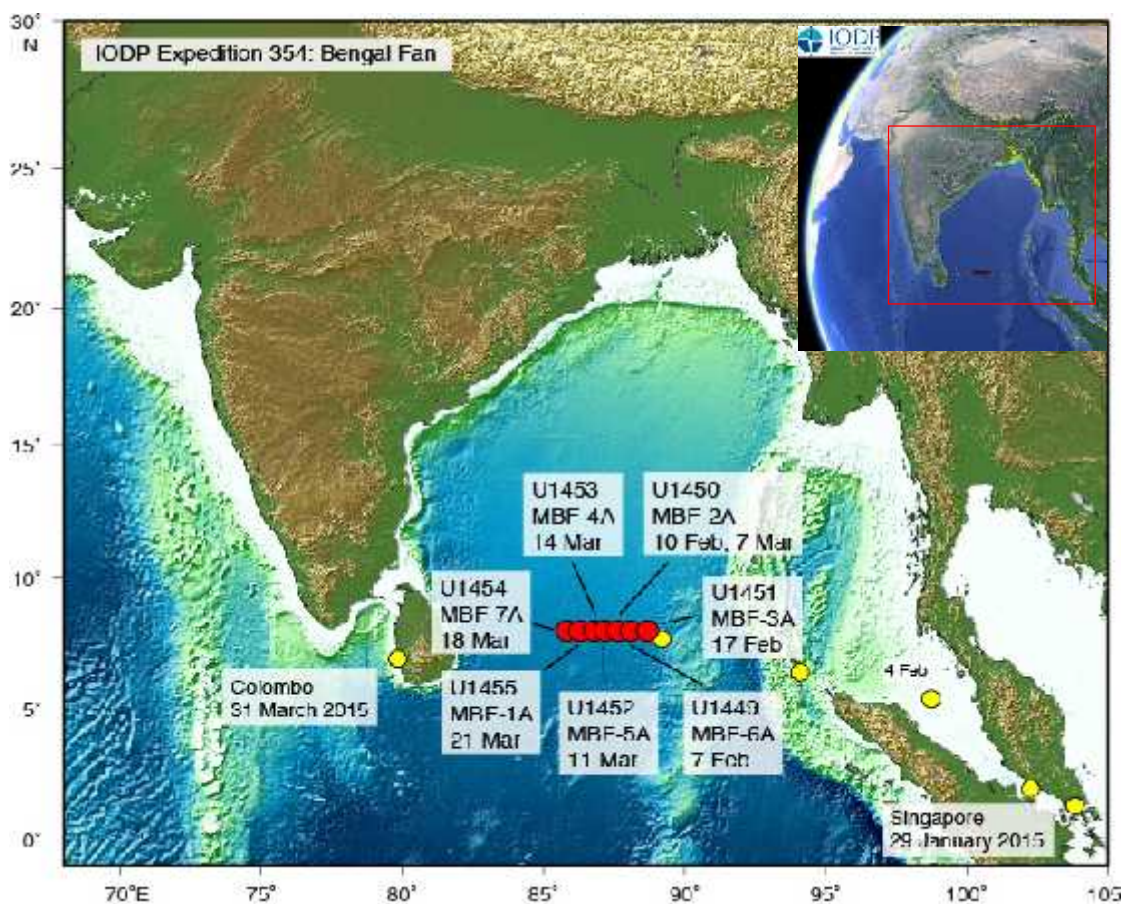 30°
N
IODP Expedition 354: Bengal Fan
IODP
25°
20°
15°
10°
5°
0°
U1453
MBF-4A
14 Mar
U1450
MBF-2A
10 Feb, 7 Mar
U1454
MBF-7A
18 Mar
U1451
MBF-3A
17 Feb
Colombo
31 March 2015
U1455
MBF-1A
21 Mar
U1452
MBF-5A
11 Mar
U1449
MBF-6A
7 Feb
4 Feb
Singapore
29 January 2015
70°E
75°
80°
85°
90°
95°
100°
105